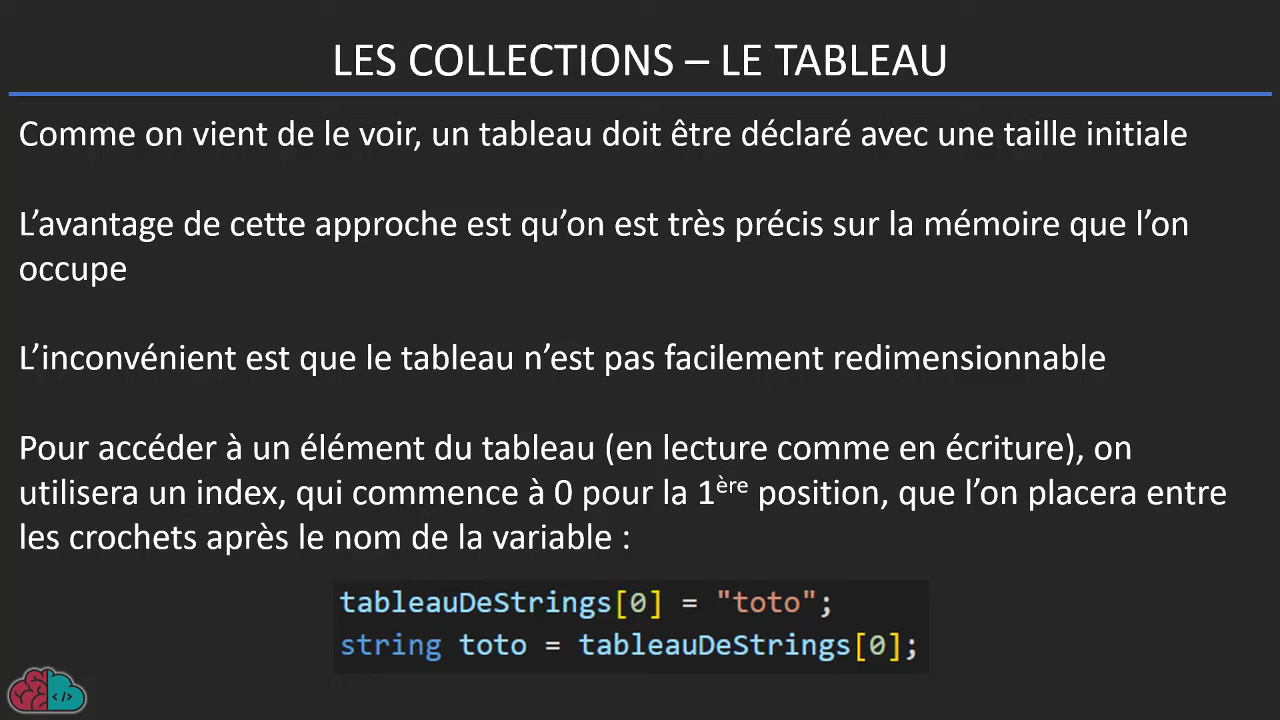 LES COLLECTIONS – LE TABLEAU
Comme on vient de le voir, un tableau doit être déclaré avec une taille initiale
L’avantage de cette approche est qu’on est très précis sur la mémoire que l’on
occupe
L’inconvénient est que le tableau n’est pas facilement redimensionnable
Pour accéder à un élément du tableau (en lecture comme en écriture), on
utilisera un index, qui commence à 0 pour la 1ère position, que l’on placera entre
les crochets après le nom de la variable :
tableauDeStrings[0] = "toto";
string toto = tableauDeStrings[0];
</>